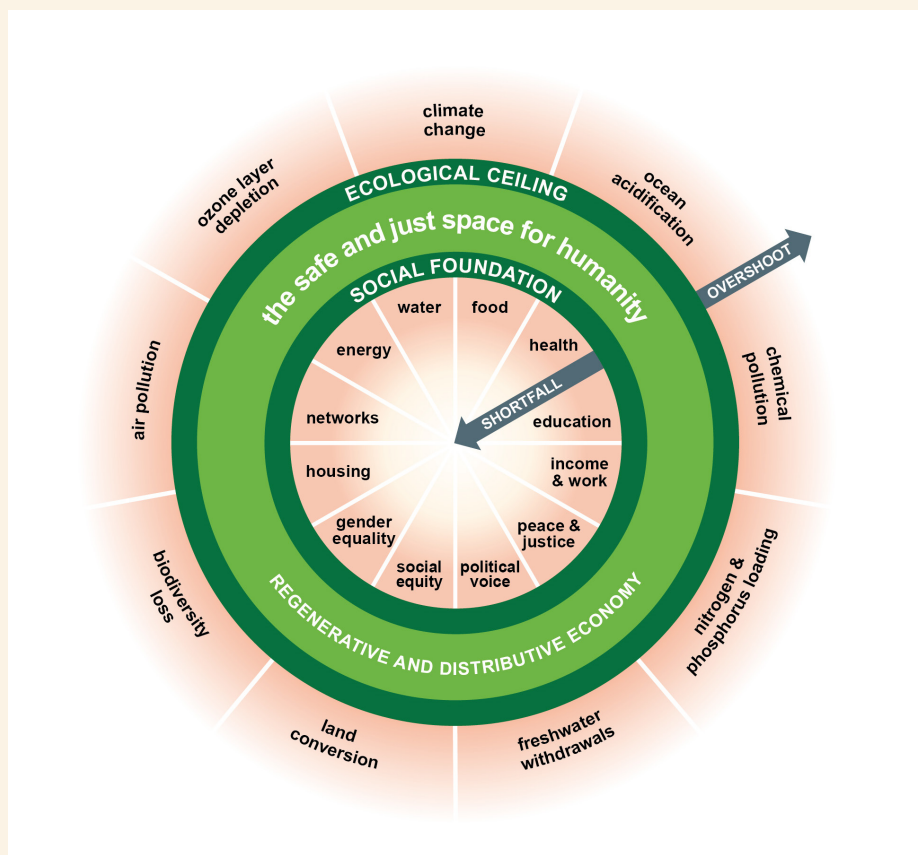 climate
change
ocean
acidification
OVERSHOOT
chemical
pollution
nitrogen &
phosphorus loading
freshwater
withdrawals
land
conversion
biodiversity
loss
air pollution
ozone layer
depletion
ECOLOGICAL CEILING
the safe and just space for humanity
SOCIAL FOUNDATION
water
food
health
SHORTFALL
education
income
& work
peace &
justice
political
voice
social
equity
gender
equality
housing
networks
energy
REGENERATIVE AND DISTRIBUTIVE ECONOMY